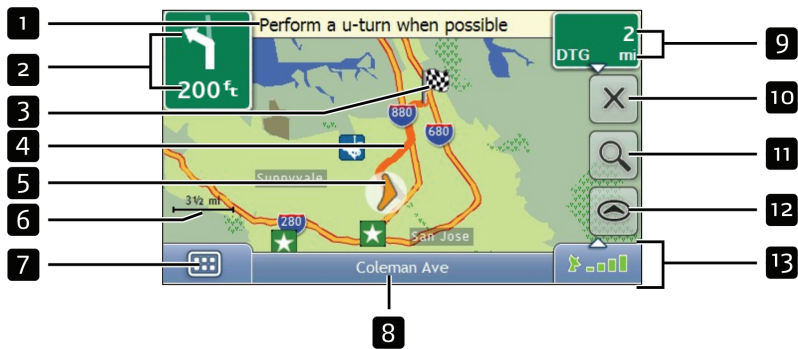 1
Perform a u-turn when possible
2
200 ft
3
4
5
6
7
8
9
10
11
12
13
2
DTG mi
880
680
Sunnyvale
3½ mi
280
San Jose
Coleman Ave